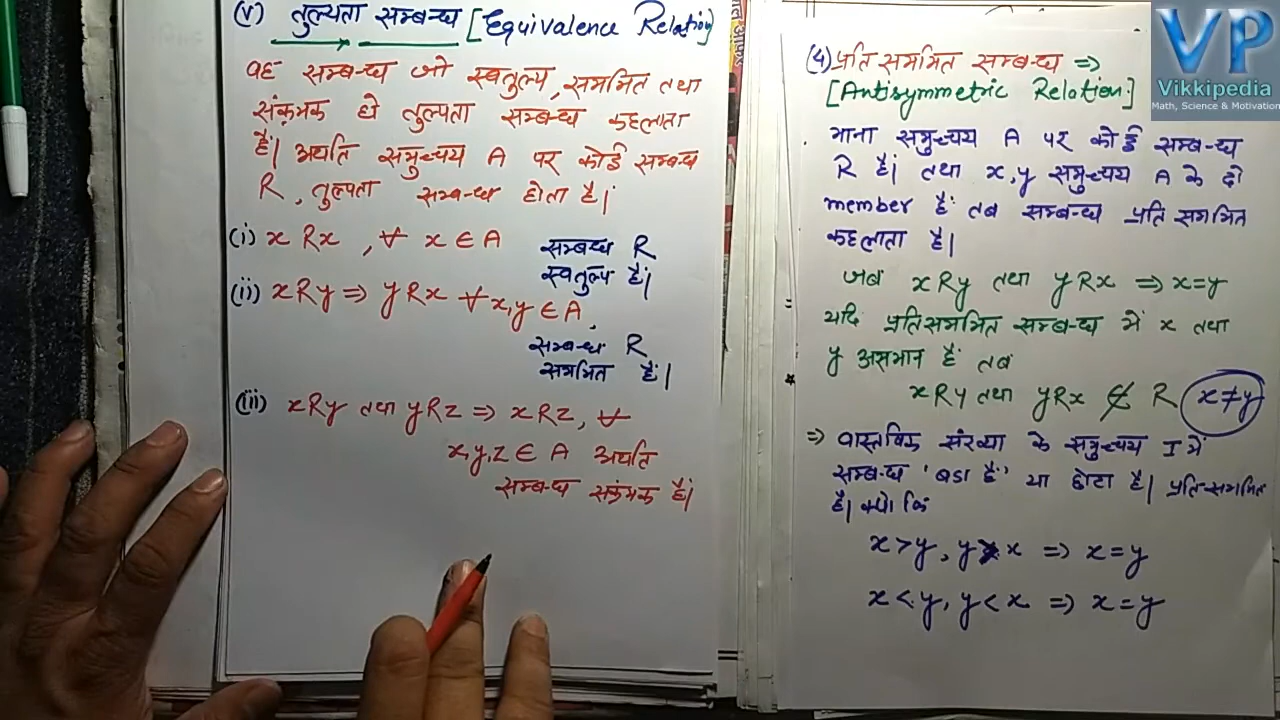 (v) तुल्यता सम्बन्ध [Equivalence Relation]
वह सम्बन्ध जो स्वतुल्य, सममित तथा
संक्रमक हो तुल्यता सम्बन्ध कहलाता
है। अर्थात समुच्चय A पर कोई सम्बन्ध
R, तुल्यता सम्बन्ध होता है।
(i) x Rx , ∀ x ∈ A
सम्बन्ध R
स्वतुल्य है।
(ii) xRy ⇒ yRx ∀ x,y ∈ A,
सम्बन्ध R
सममित है।
(iii) xRy तथा yRz ⇒ xRz, ∀
x,y,z ∈ A अर्थात
सम्बन्ध संक्रमक है।
(4) प्रति सममित सम्बन्ध ⇒
[Antisymmetric Relation]
माना समुच्चय A पर कोई सम्बन्ध
R है। तथा x,y समुच्चय A के दो
member है तब सम्बन्ध प्रति सममित
कहलाता है।
जब xRy तथा yRx ⇒ x=y
यदि प्रतिसममित सम्बन्ध में x तथा
y असमान है तब
xRy तथा yRx ∉ R (x≠y)
⇒ वास्तविक संख्या के समुच्चय I में
सम्बन्ध 'बडा है' या छोटा है। प्रति-सममित
है। क्यो कि
x>y, y>x ⇒ x=y
x<y, y<x ⇒ x=y
VP
Vikkipedia
Math, Science & Motivation